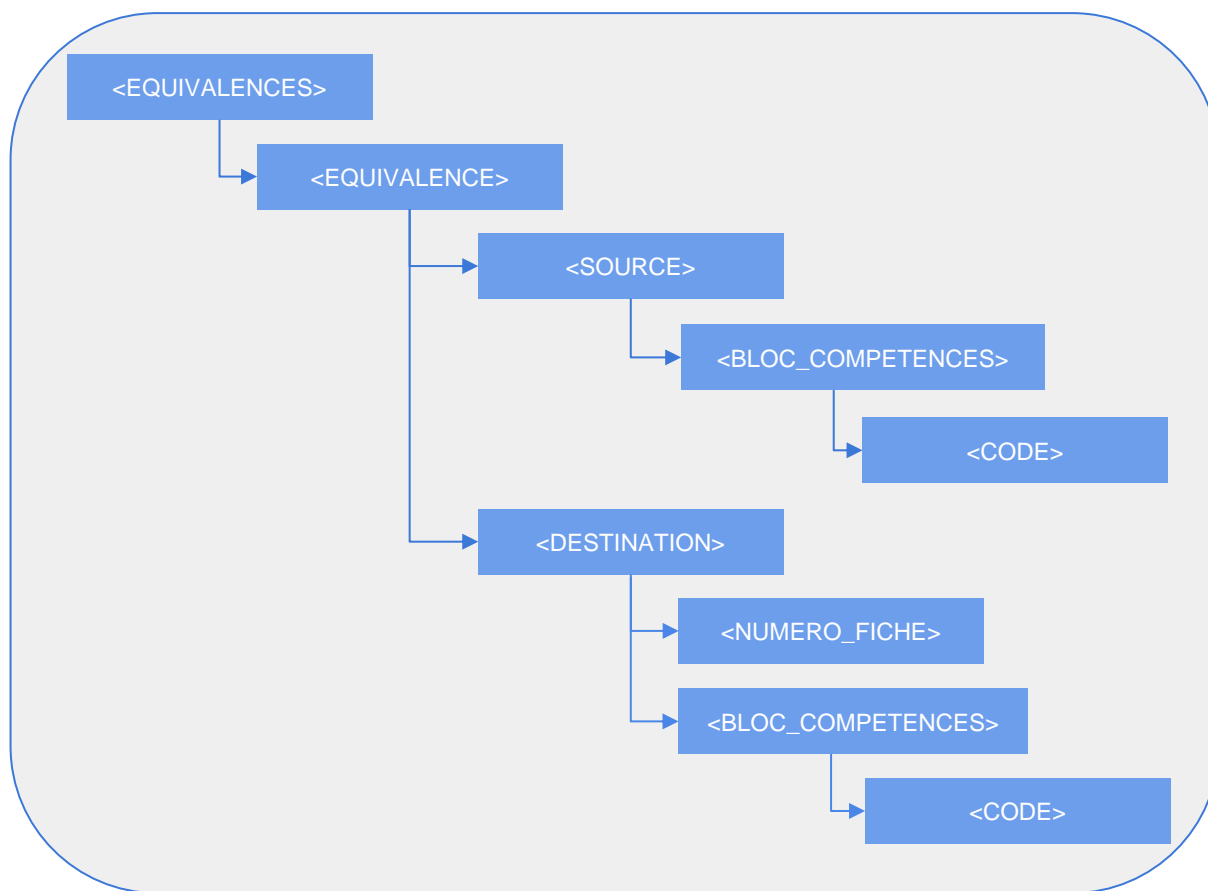 <EQUIVALENCES>
<EQUIVALENCE>
<SOURCE>
<BLOC_COMPETENCES>
<CODE>
<DESTINATION>
<NUMERO_FICHE>
<BLOC_COMPETENCES>
<CODE>